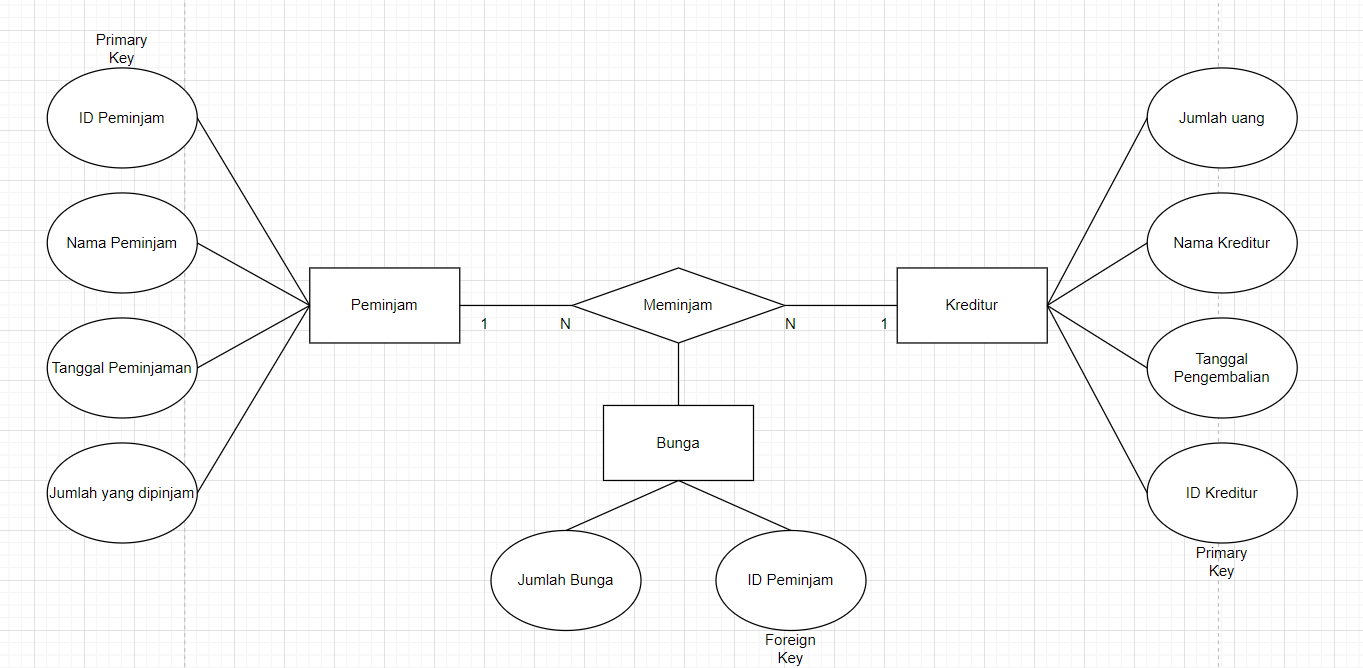 Primary
Key
ID Peminjam
Nama Peminjam
Tanggal Peminjaman
Jumlah yang dipinjam
Peminjam
1
N
Meminjam
N
1
Kreditur
Jumlah uang
Nama Kreditur
Tanggal
Pengembalian
ID Kreditur
Primary
Key
Bunga
Jumlah Bunga
ID Peminjam
Foreign
Key